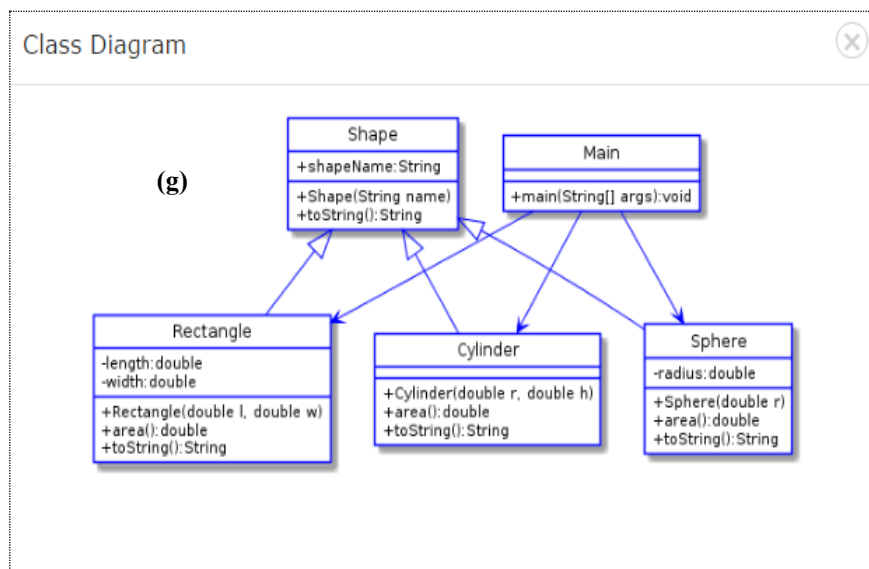 Class Diagram
(g)
Shape
+shapeName:String
+Shape(String name)
+toString():String
Main
+main(String[] args):void
Rectangle
-length:double
-width:double
+Rectangle(double l, double w)
+area():double
+toString():String
Cylinder
+Cylinder(double r, double h)
+area():double
+toString():String
Sphere
-radius:double
+Sphere(double r)
+area():double
+toString():String